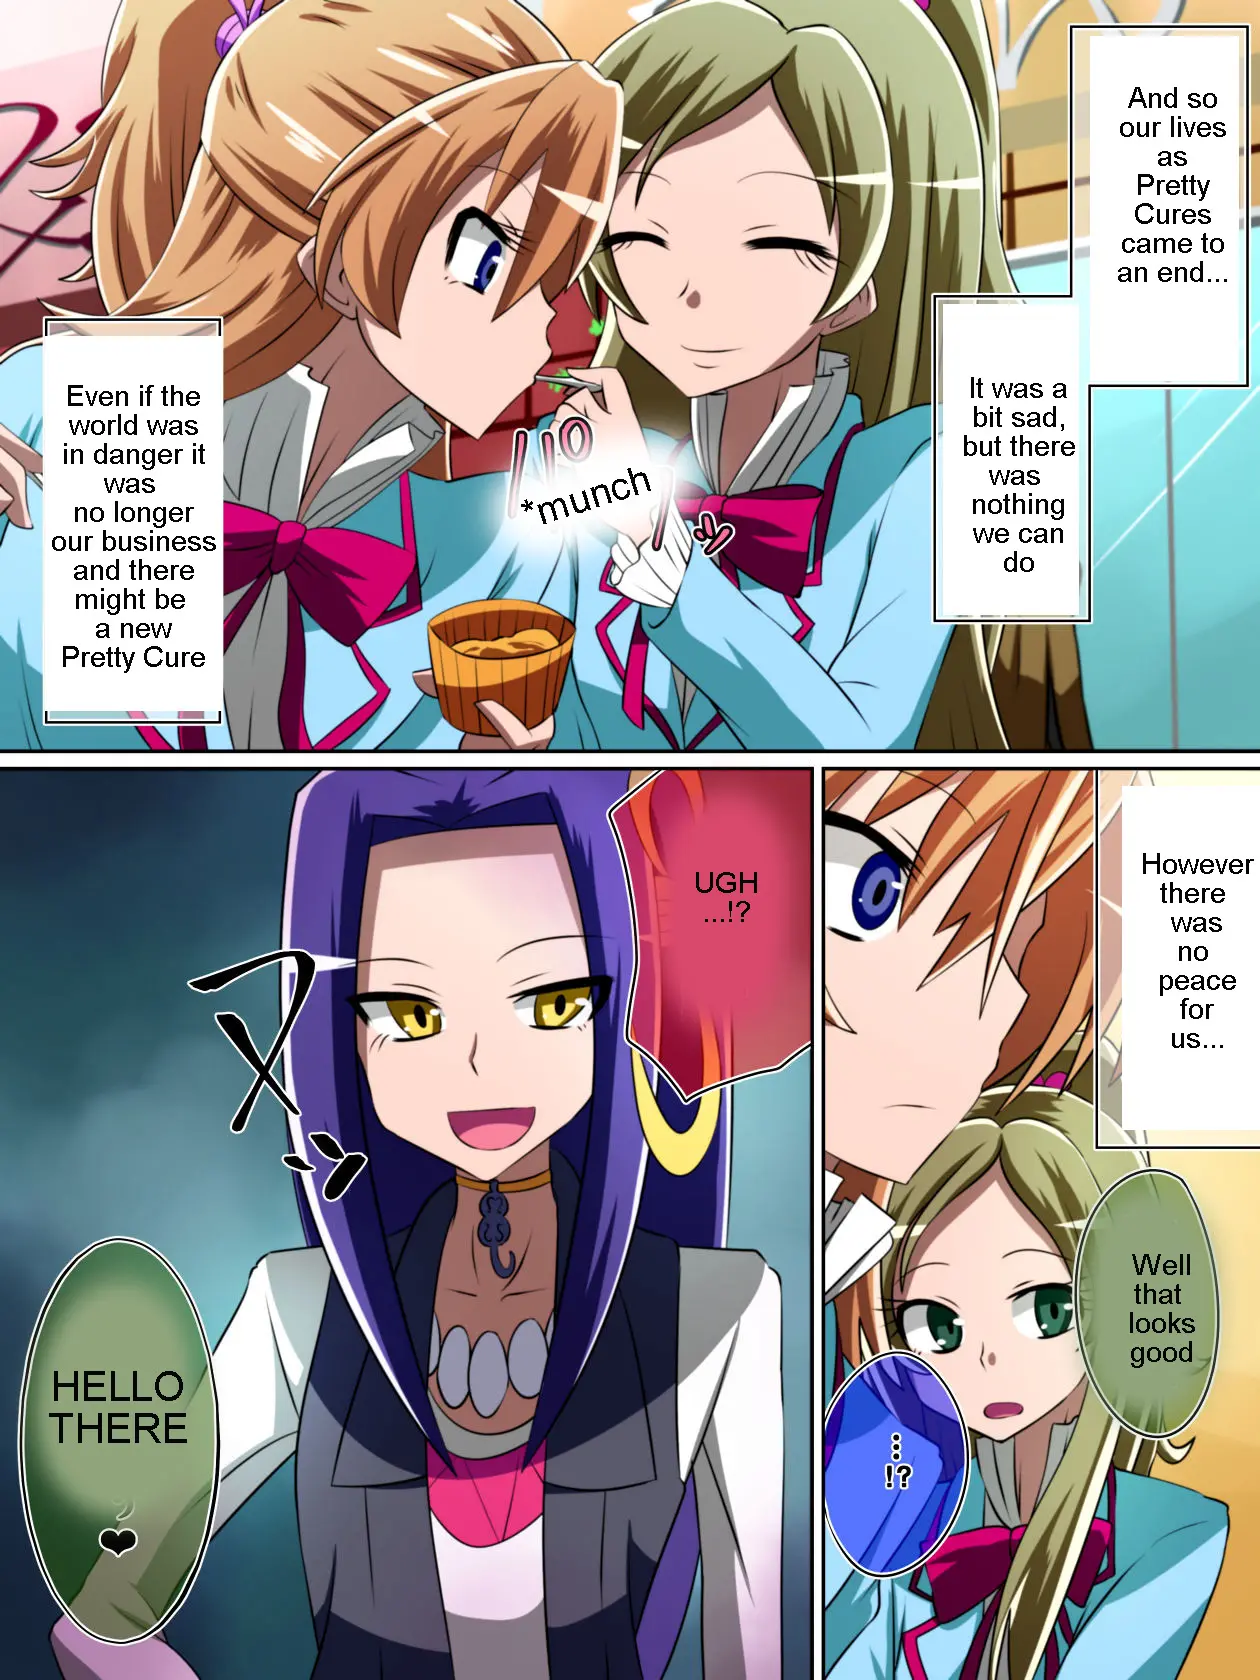 And so
our lives
as
Pretty
Cures
came to
an end...
It was a
bit sad,
but there
was
nothing
we can
do
Even if the
world was
in danger it
was
no longer
our business
and there
might be
a new
Pretty Cure
*munch
However
there
was
no
peace
for
us...
Well
that
looks
good
...
!?
UGH
...!?
HELLO
THERE
❤